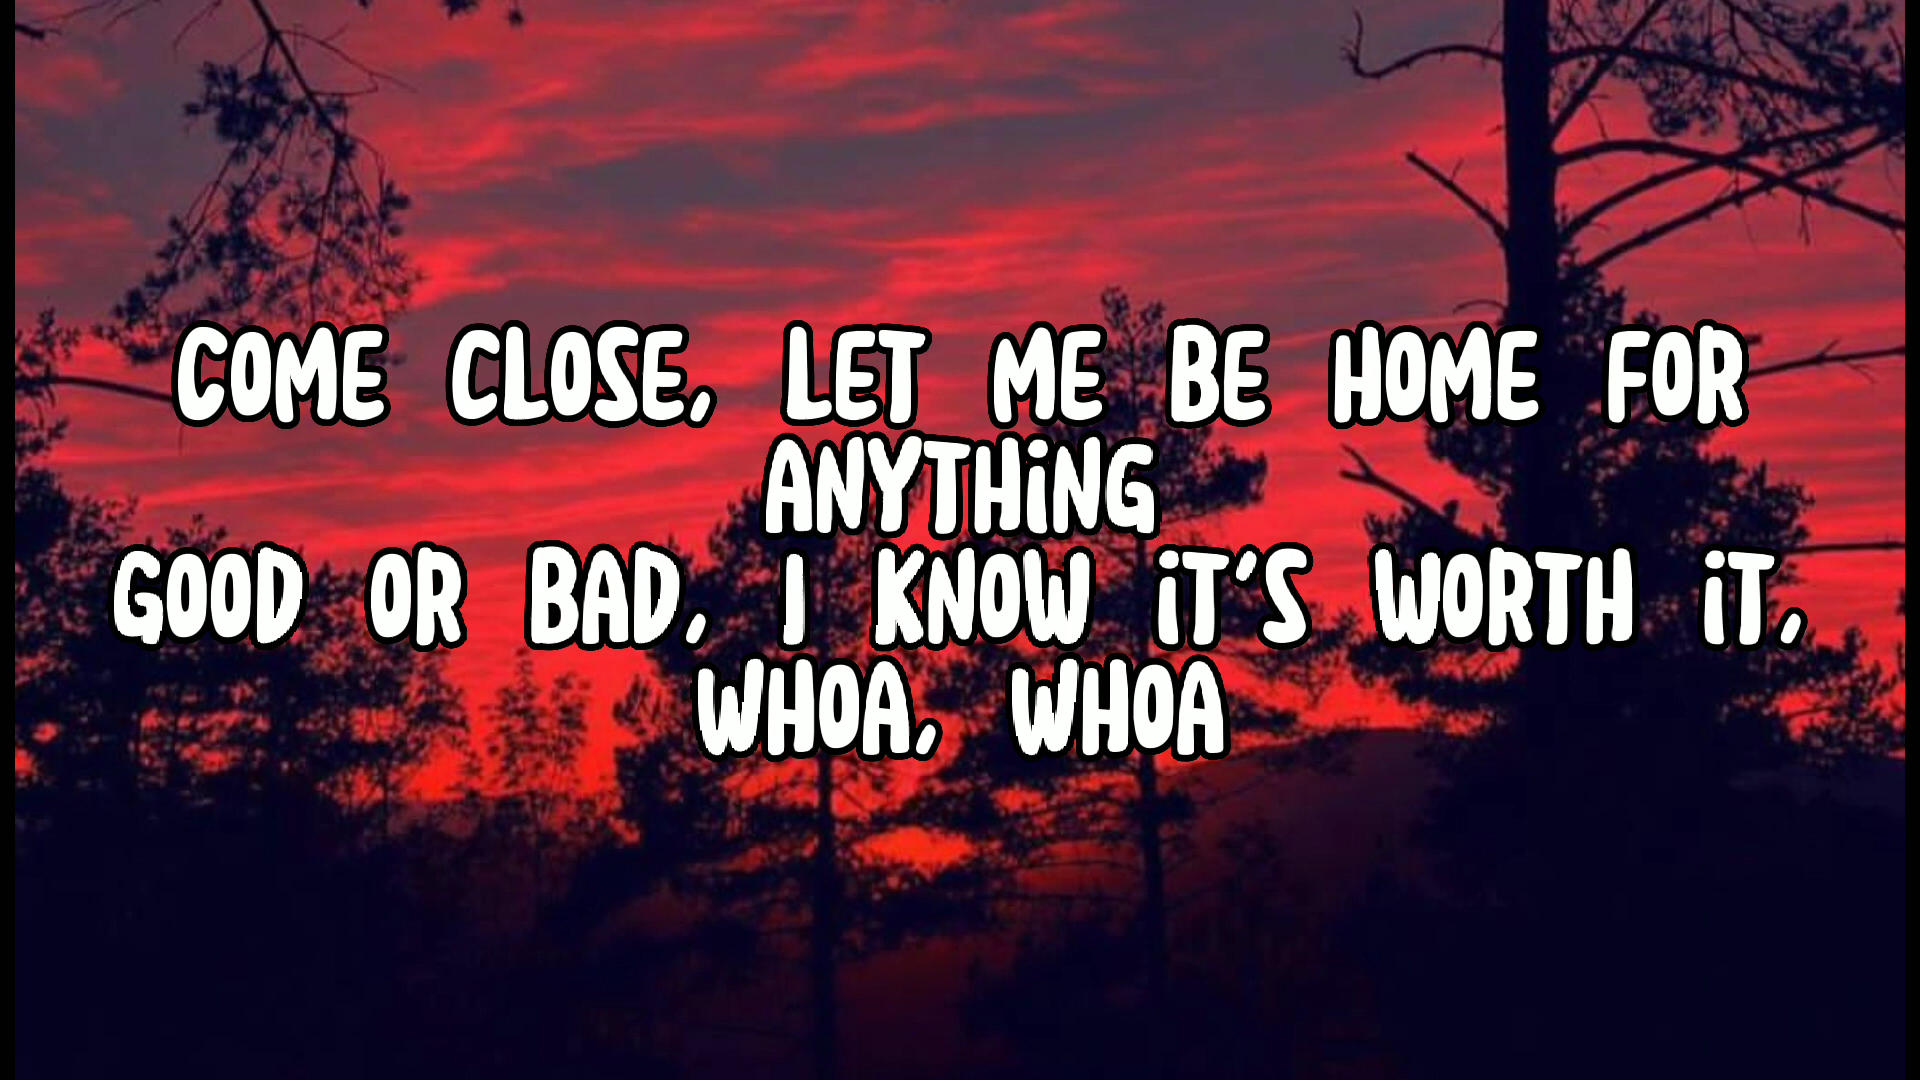 COME CLOSE, LET ME BE HOME FOR
ANYTHiNG
GOOD OR BAD, I KNOW iT'S WORTH iT,
WHOA, WHOA